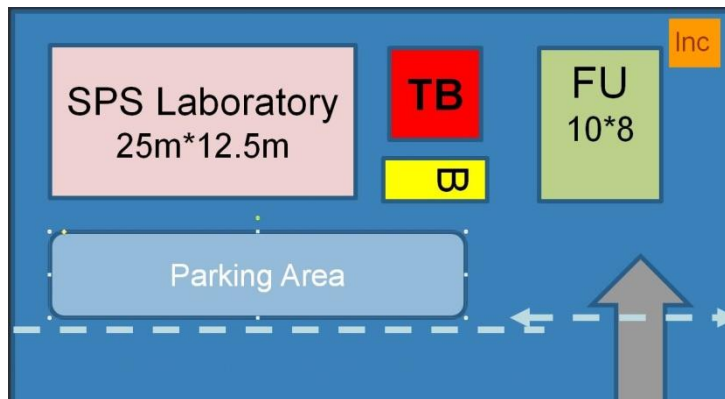 SPS Laboratory
25m*12.5m
TB
B
FU
10*8
Inc
Parking Area